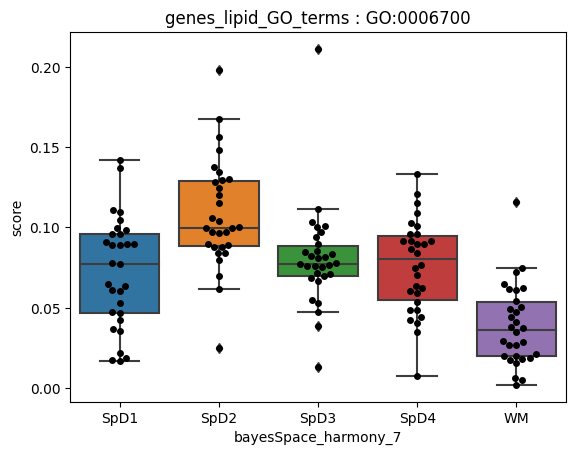 genes_lipid_GO_terms : GO:0006700
0.20
0.15
0.10
0.05
0.00
score
SpD1 SpD2 SpD3 SpD4 WM
bayesSpace_harmony_7